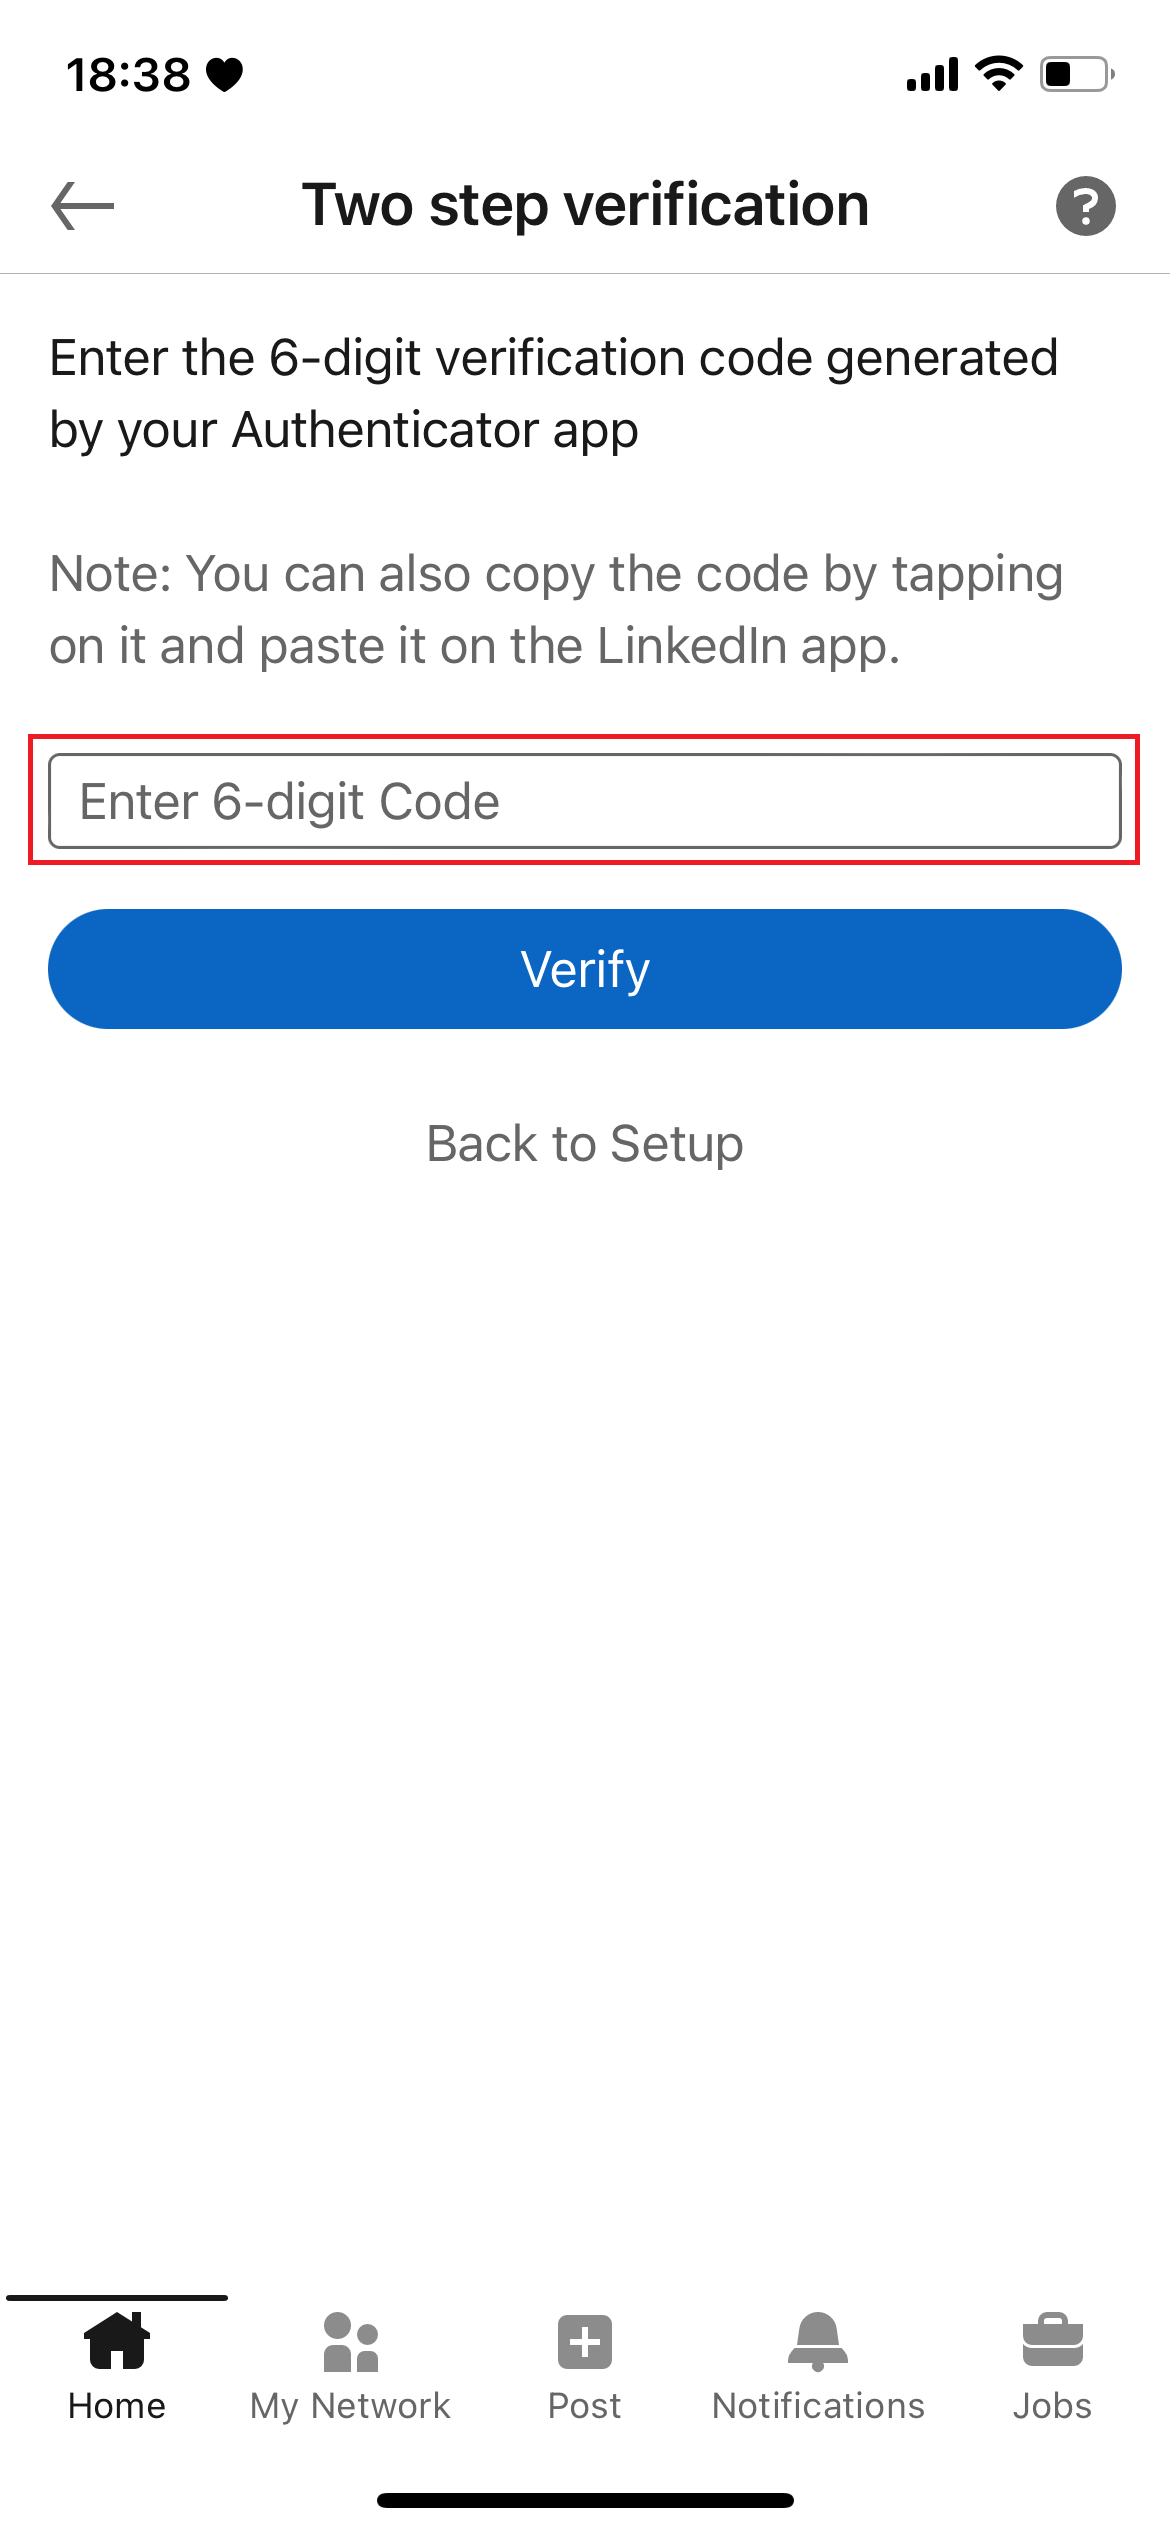 18:38
Two step verification
Enter the 6-digit verification code generated
by your Authenticator app
Note: You can also copy the code by tapping
on it and paste it on the LinkedIn app.
Enter 6-digit Code
Verify
Back to Setup
Home My Network Post Notifications Jobs